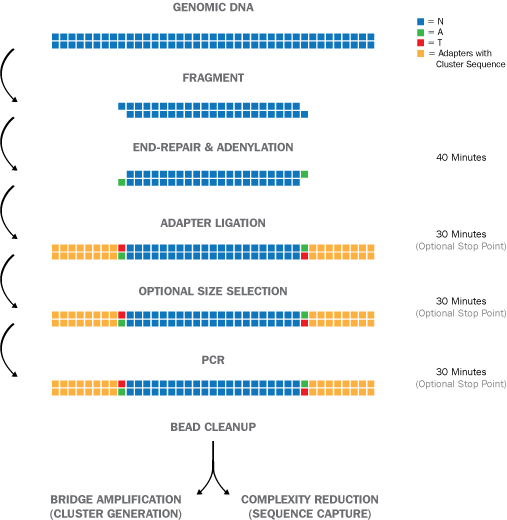 GENOMIC DNA
= N
= A
= T
= Adapters with
Cluster Sequence
FRAGMENT
END-REPAIR & ADENYLATION
40 Minutes
ADAPTER LIGATION
30 Minutes
(Optional Stop Point)
OPTIONAL SIZE SELECTION
30 Minutes
(Optional Stop Point)
PCR
30 Minutes
(Optional Stop Point)
BEAD CLEANUP
BRIDGE AMPLIFICATION
(CLUSTER GENERATION)
COMPLEXITY REDUCTION
(SEQUENCE CAPTURE)